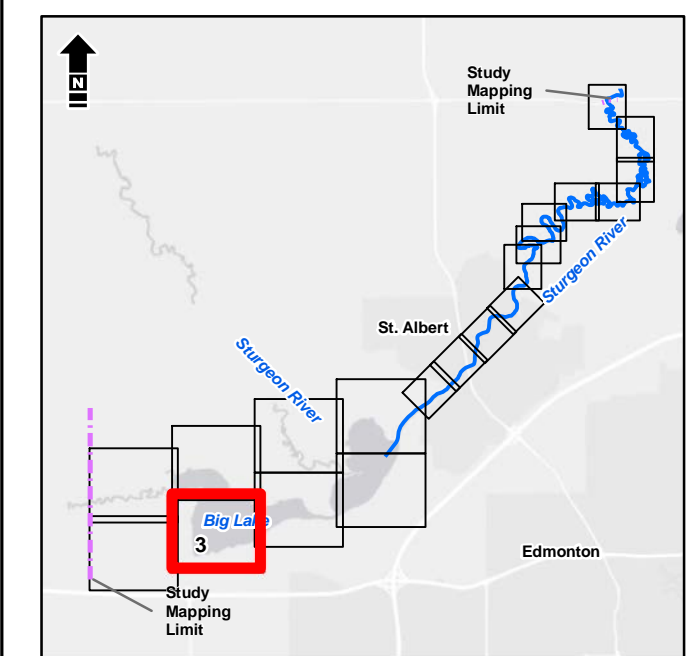 N
Study
Mapping
Limit
Sturgeon River
St. Albert
Sturgeon River
Big Lake
3
Edmonton
Study
Mapping
Limit